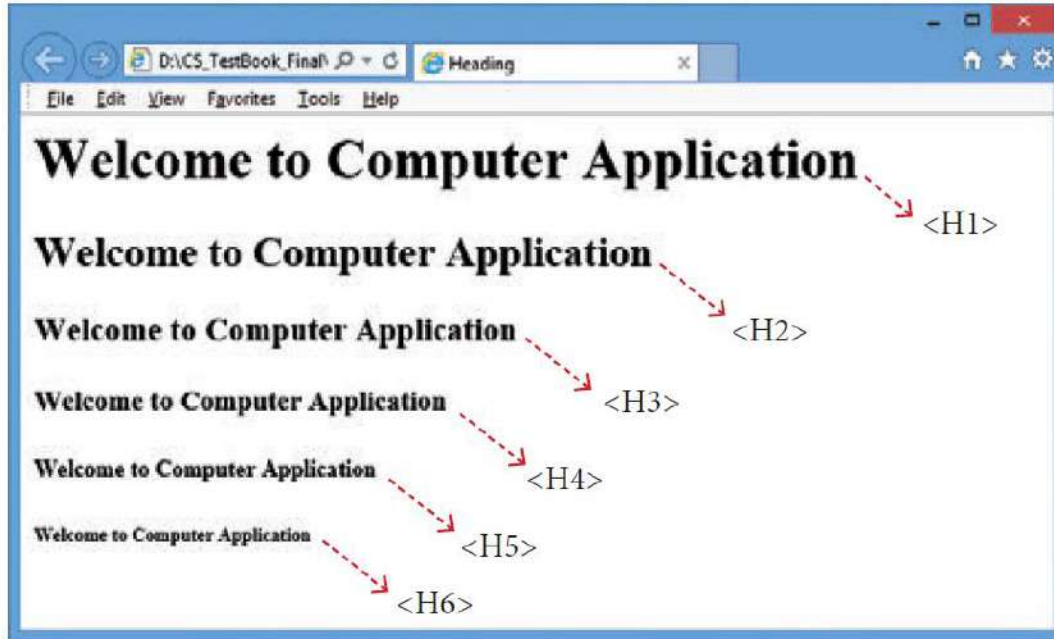 D:\CS_TestBook_Final\
Heading
File Edit View Favorites Tools Help
Welcome to Computer Application
<H1>
Welcome to Computer Application
<H2>
Welcome to Computer Application
<H3>
Welcome to Computer Application
<H4>
Welcome to Computer Application
<H5>
Welcome to Computer Application
<H6>